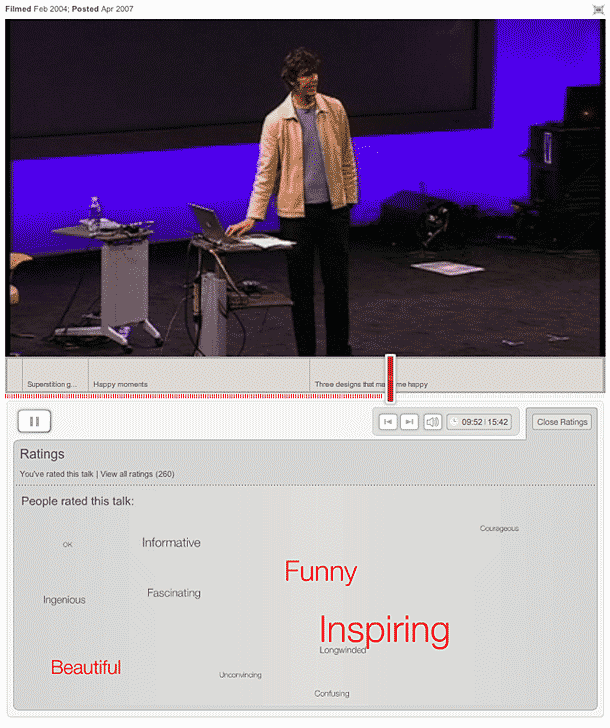 Filmed Feb 2004; Posted Apr 2007
Superstition g...
Happy moments
Three designs that ma me happy
09:52 | 15:42
Close Ratings
Ratings
You've rated this talk | View all ratings (260)
People rated this talk:
Courageous
OK
Informative
Funny
Fascinating
Ingenious
Inspiring
Longwinded
Beautiful
Unconvincing
Confusing